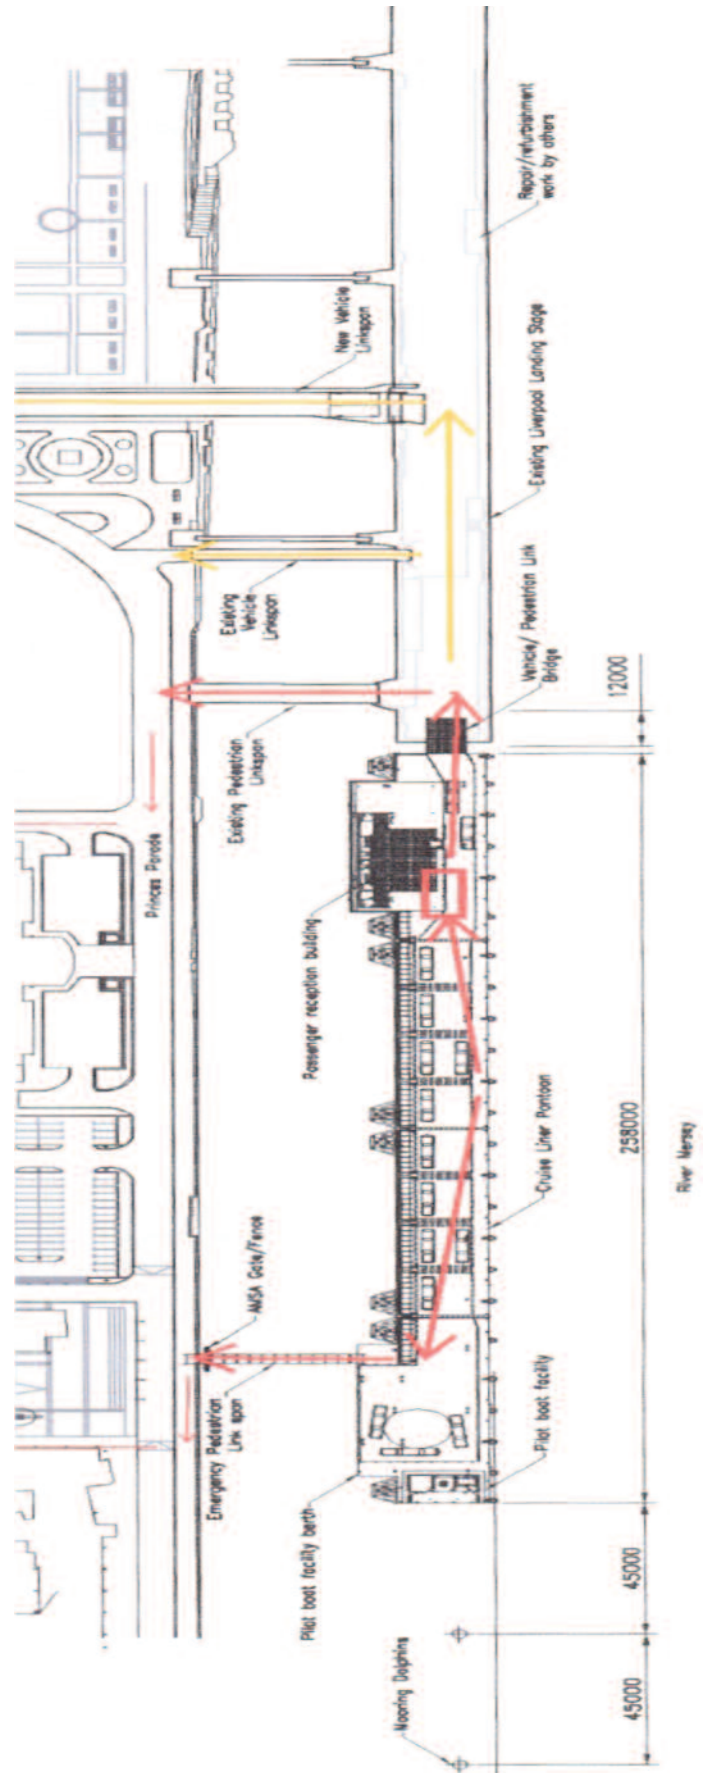 Repair/refurbishment
work by others
New Vehicle
Linkspan
Existing Liverpool Landing Stage
Existing
Vehicle
Linkspan
Vehicle/ Pedestrian Link
Bridge
12000
Existing Pedestrian
Linkspan
Princes Parade
Passenger reception building
258000
Cruise Liner Pontoon
River Mersey
AMSA Gate/Fence
Emergency Pedestrian
Link span
Pilot boat facility
Pilot boat facility berth
45000
Mooring Dolphins
45000